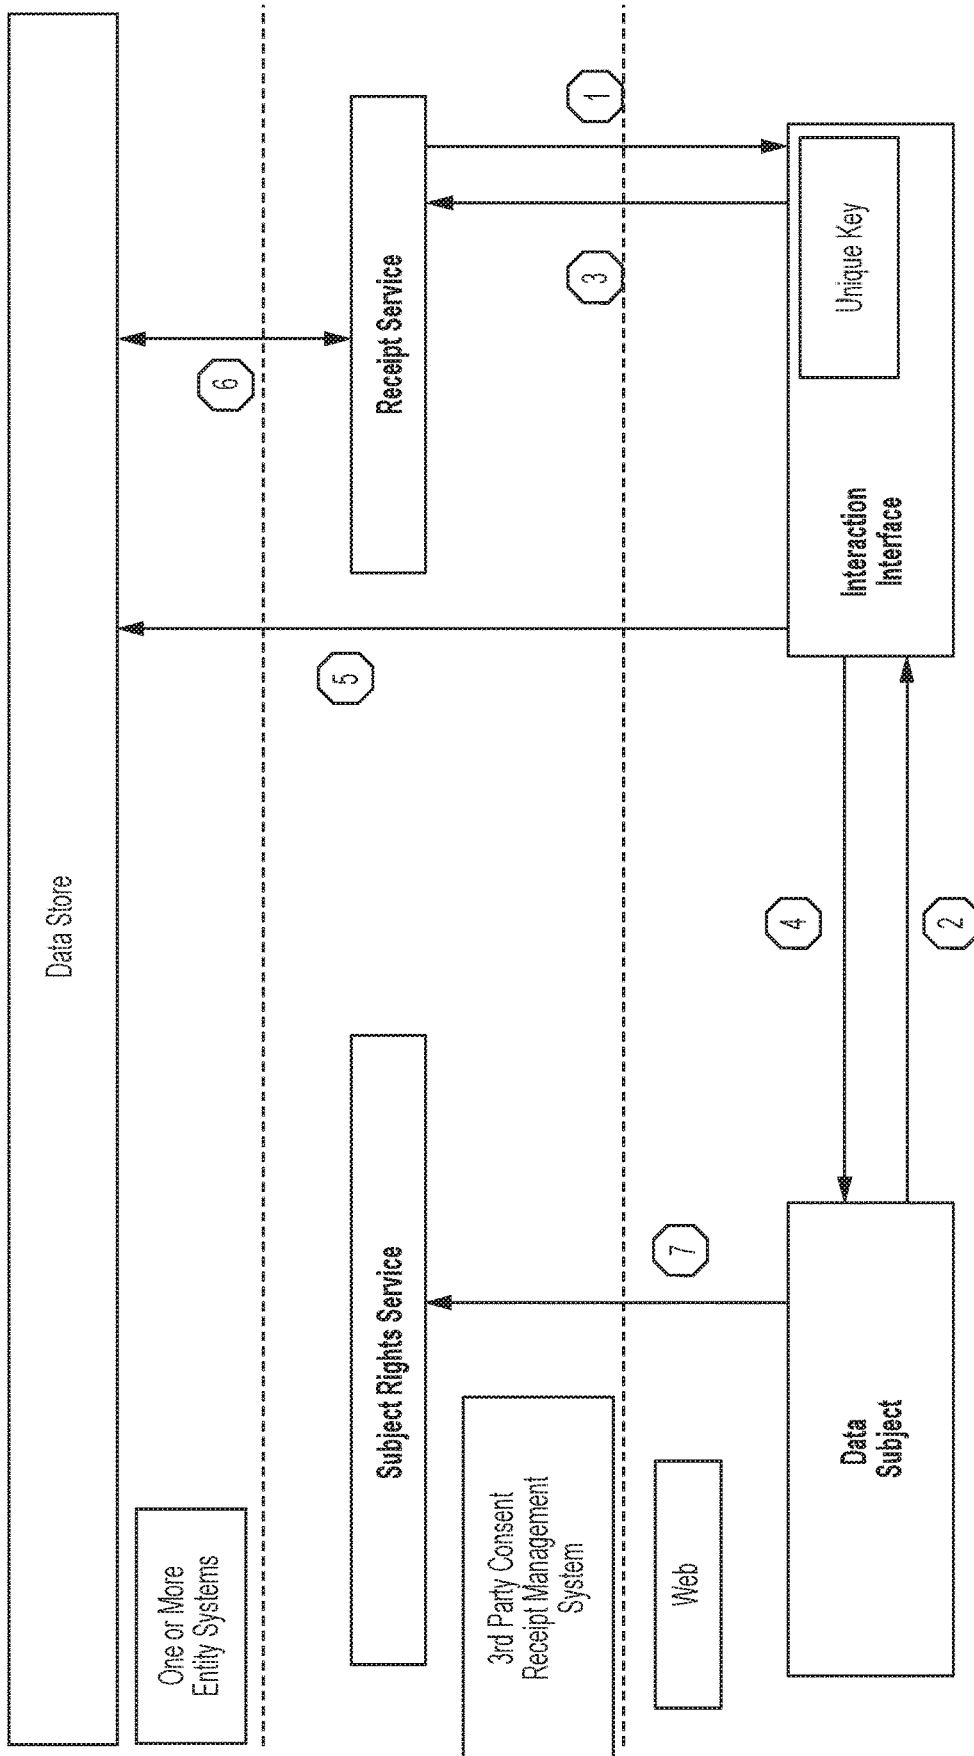 Data Store
One or More
Entity Systems
6
Subject Rights Service
5
Receipt Service
3rd Party Consent
Receipt Management
System
3
1
Web
7
4
Data
Subject
Interaction
Interface
Unique Key
2